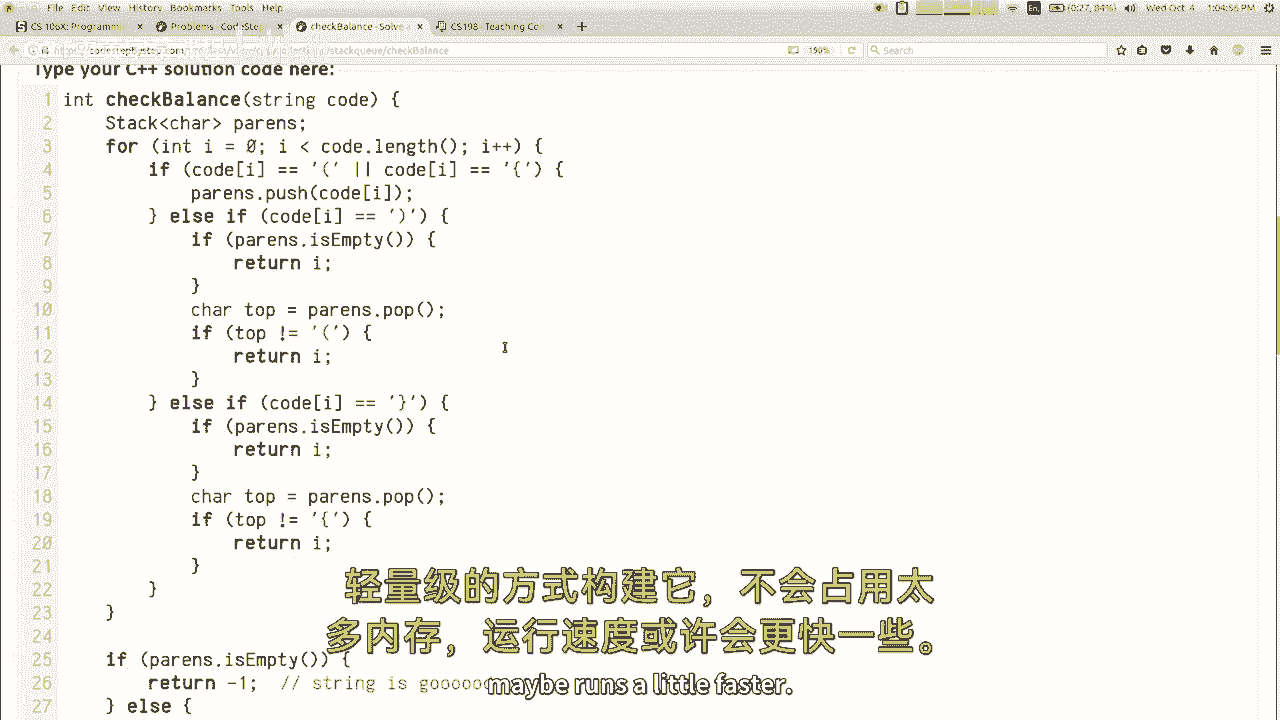 File Edit View History Bookmarks Tools Help
En
(0:27, 84%)
Wed Oct 4 1:04:56 PM
CS 106X: Programm
Problems - CodeStep
checkBalance - Solve a
CS198 - Teaching Co
stackqueue/checkBalance
190%
Search
Type your C++ solution code here:
1 int checkBalance(string code) {
2 Stack<char> parens;
3 for (int i = 0; i < code.length(); i++) {
4 if (code[i] == '(' || code[i] == '{') {
5 parens.push(code[i]);
6 } else if (code[i] == ')') {
7 if (parens.isEmpty()) {
8 return i;
9 }
10 char top = parens.pop();
11 if (top != '(') {
12 return i;
13 }
14 } else if (code[i] == '}') {
15 if (parens.isEmpty()) {
16 return i;
17 }
18 char top = parens.pop();
19 if (top != '{') {
20 return i;
21 }
22 }
23 }
24
25 if (parens.isEmpty()) {
26 return -1; // string is goooooo
27 } else {
轻量级的方式构建它，不会占用太
多内存，运行速度或许会更快一些。
maybe runs a little faster.